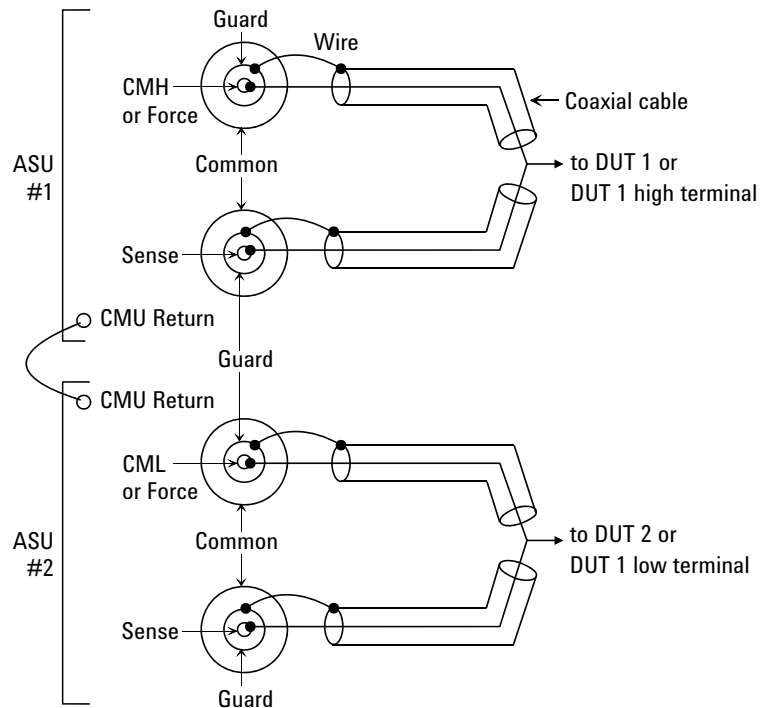 Guard
Wire
CMH
or Force
Coaxial cable
ASU
#1
Common
to DUT 1 or
DUT 1 high terminal
Sense
CMU Return
Guard
CMU Return
CML
or Force
ASU
#2
Common
to DUT 2 or
DUT 1 low terminal
Sense
Guard